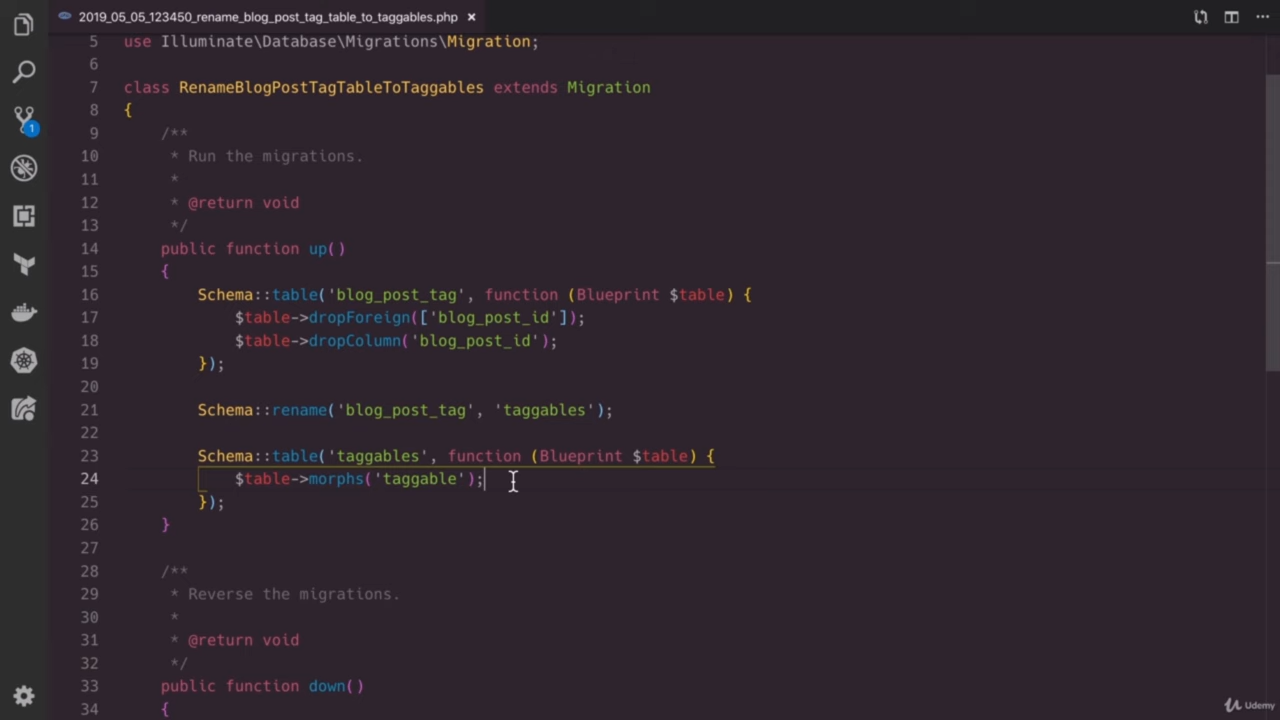 2019_05_05_123450_rename_blog_post_tag_table_to_taggables.php ×
5 use Illuminate\Database\Migrations\Migration;
6
7 class RenameBlogPostTagTableToTaggables extends Migration
8 {
9 /**
10 * Run the migrations.
11 *
12 * @return void
13 */
14 public function up()
15 {
16 Schema::table('blog_post_tag', function (Blueprint $table) {
17 $table->dropForeign(['blog_post_id']);
18 $table->dropColumn('blog_post_id');
19 });
20
21 Schema::rename('blog_post_tag', 'taggables');
22
23 Schema::table('taggables', function (Blueprint $table) {
24 $table->morphs('taggable');
25 });
26 }
27
28 /**
29 * Reverse the migrations.
30 *
31 * @return void
32 */
33 public function down()
34 {
1
Udemy